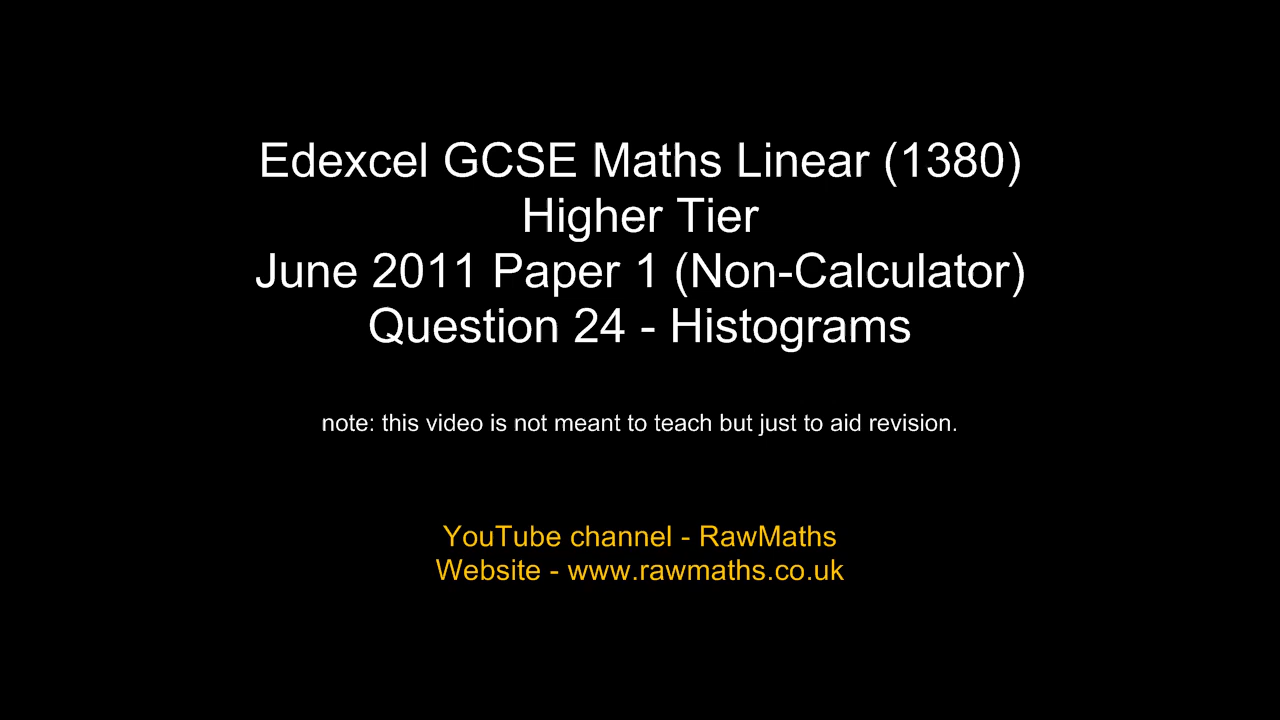 Edexcel GCSE Maths Linear (1380)
Higher Tier
June 2011 Paper 1 (Non-Calculator)
Question 24 - Histograms
note: this video is not meant to teach but just to aid revision.
YouTube channel - RawMaths
Website - www.rawmaths.co.uk